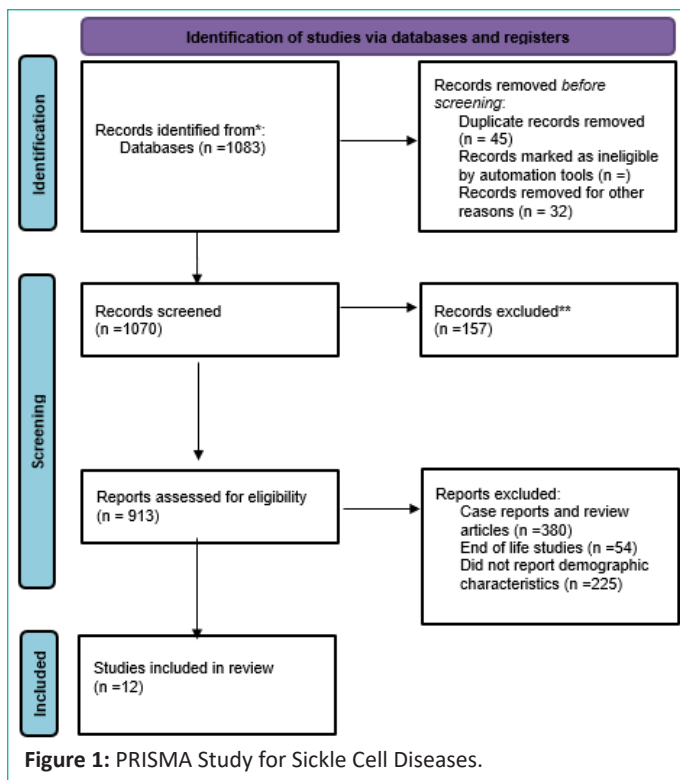 Identification of studies via databases and registers
Identification
Records identified from*:
Databases (n =1083)
Records removed before
screening:
Duplicate records removed
(n = 45)
Records marked as ineligible
by automation tools (n =)
Records removed for other
reasons (n = 32)
Screening
Records screened
(n =1070)
Records excluded**
(n =157)
Reports assessed for eligibility
(n = 913)
Reports excluded:
Case reports and review
articles (n =380)
End of life studies (n =54)
Did not report demographic
characteristics (n =225)
Included
Studies included in review
(n =12)
Figure 1: PRISMA Study for Sickle Cell Diseases.